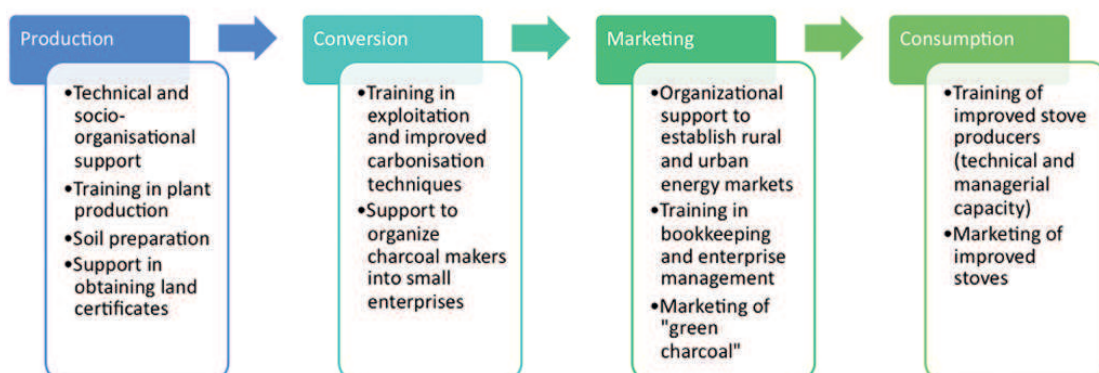 Production
•Technical and
socio-
organisational
support
•Training in plant
production
•Soil preparation
•Support in
obtaining land
certificates
Conversion
•Training in
exploitation
and improved
carbonisation
techniques
•Support to
organize
charcoal makers
into small
enterprises
Marketing
•Organizational
support to
establish rural
and urban
energy markets
•Training in
bookkeeping
and enterprise
management
•Marketing of
"green
charcoal"
Consumption
•Training of
improved stove
producers
(technical and
managerial
capacity)
•Marketing of
improved
stoves